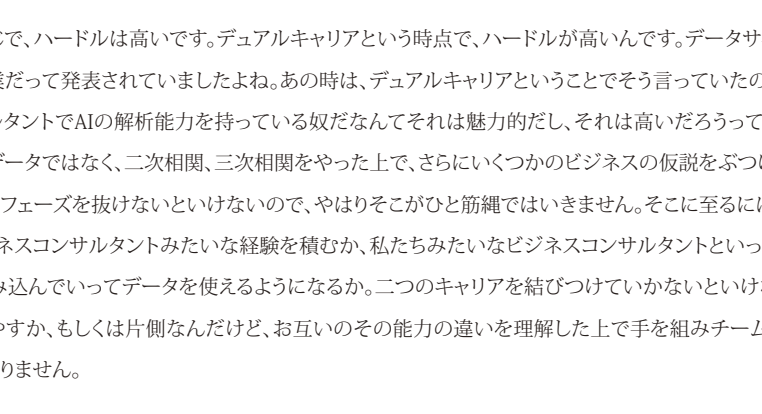 で、ハードルは高いです。デュアルキャリアという時点で、ハードルが高いんです。データサ
だって発表されていましたよね。あの時は、デュアルキャリアということでそう言っていたの
タントでAIの解析能力を持っている奴だなんてそれは魅力的だし、それは高いだろうって
データではなく、二次相関、三次相関をやった上で、さらにいくつかのビジネスの仮説をぶつ
フェーズを抜けないといけないので、やはりそこがひと筋縄ではいきません。そこに至るに
ネスコンサルタントみたいな経験を積むか、私たちみたいなビジネスコンサルタントといっ
み込んでいってデータを使えるようになるか。二つのキャリアを結びつけていかないといけ
やすか、もしくは片側なんだけど、お互いのその能力の違いを理解した上で手を組みチーム
りません。